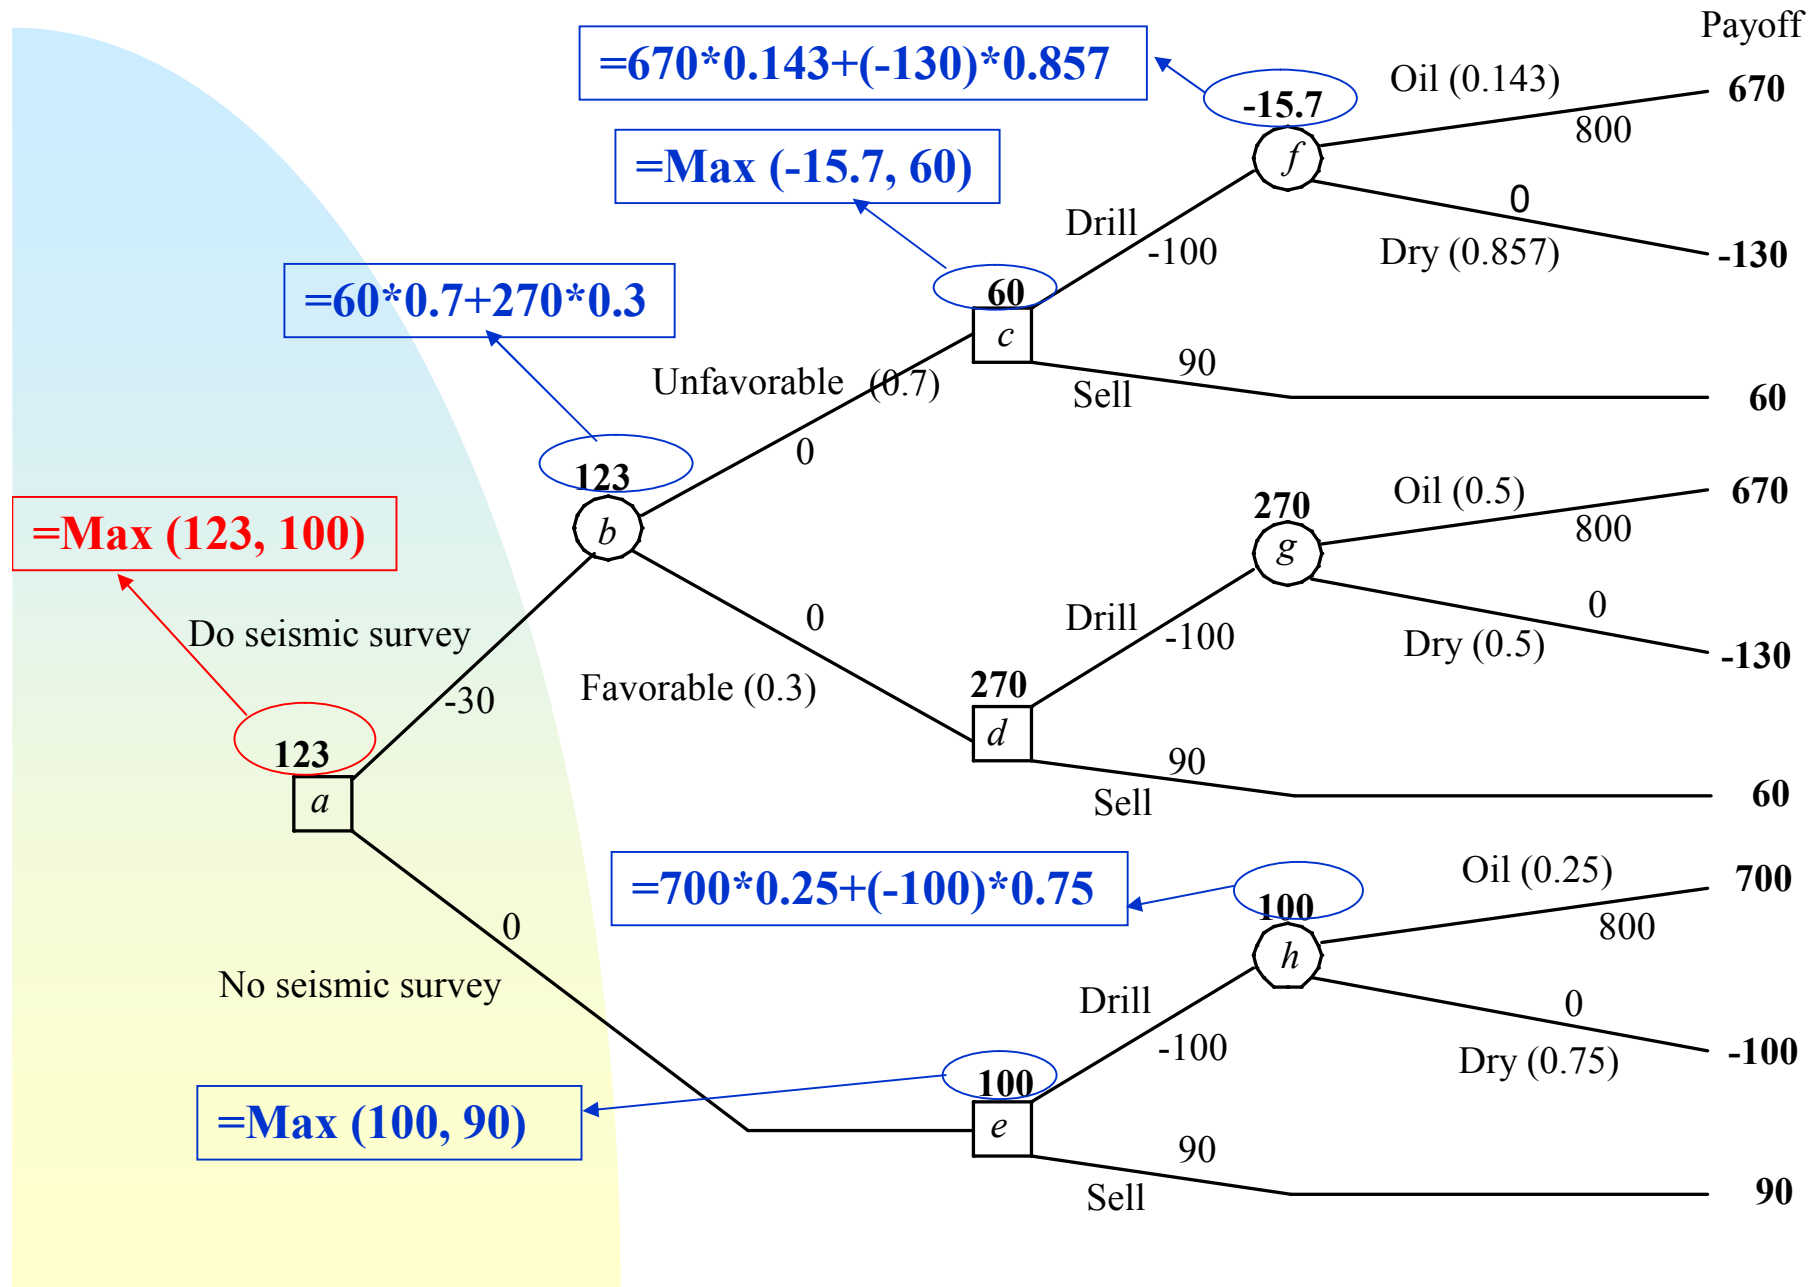 Payoff
=670*0.143+(-130)*0.857
-15.7
Oil (0.143)
670
800
f
=Max (-15.7, 60)
Drill
-100
0
Dry (0.857)
-130
=60*0.7+270*0.3
60
c
90
Sell
60
Unfavorable (0.7)
0
123
b
Oil (0.5)
670
800
270
g
=Max (123, 100)
Drill
-100
0
Dry (0.5)
-130
Do seismic survey
-30
0
Favorable (0.3)
270
d
90
Sell
60
123
a
=700*0.25+(-100)*0.75
100
Oil (0.25)
700
800
h
0
No seismic survey
Drill
-100
0
Dry (0.75)
-100
=Max (100, 90)
100
e
90
Sell
90